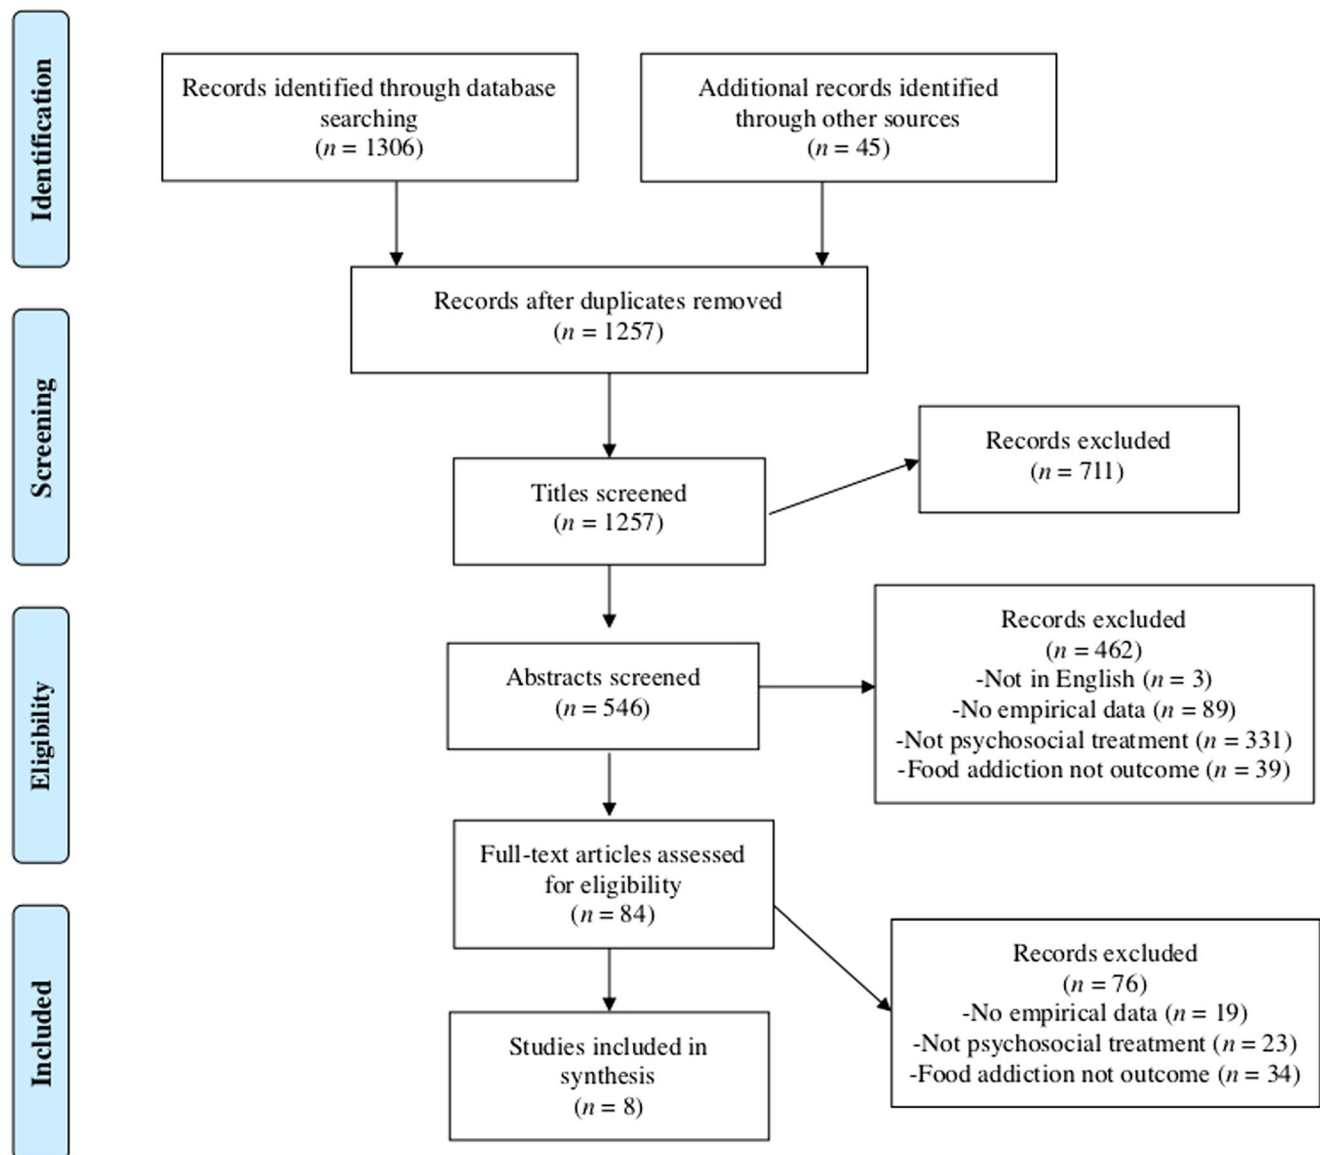 Identification
Records identified through database
searching
(n = 1306)
Additional records identified
through other sources
(n = 45)
Records after duplicates removed
(n = 1257)
Screening
Titles screened
(n = 1257)
Records excluded
(n = 711)
Eligibility
Abstracts screened
(n = 546)
Records excluded
(n = 462)
-Not in English (n = 3)
-No empirical data (n = 89)
-Not psychosocial treatment (n = 331)
-Food addiction not outcome (n = 39)
Full-text articles assessed
for eligibility
(n = 84)
Included
Records excluded
(n = 76)
-No empirical data (n = 19)
-Not psychosocial treatment (n = 23)
-Food addiction not outcome (n = 34)
Studies included in
synthesis
(n = 8)